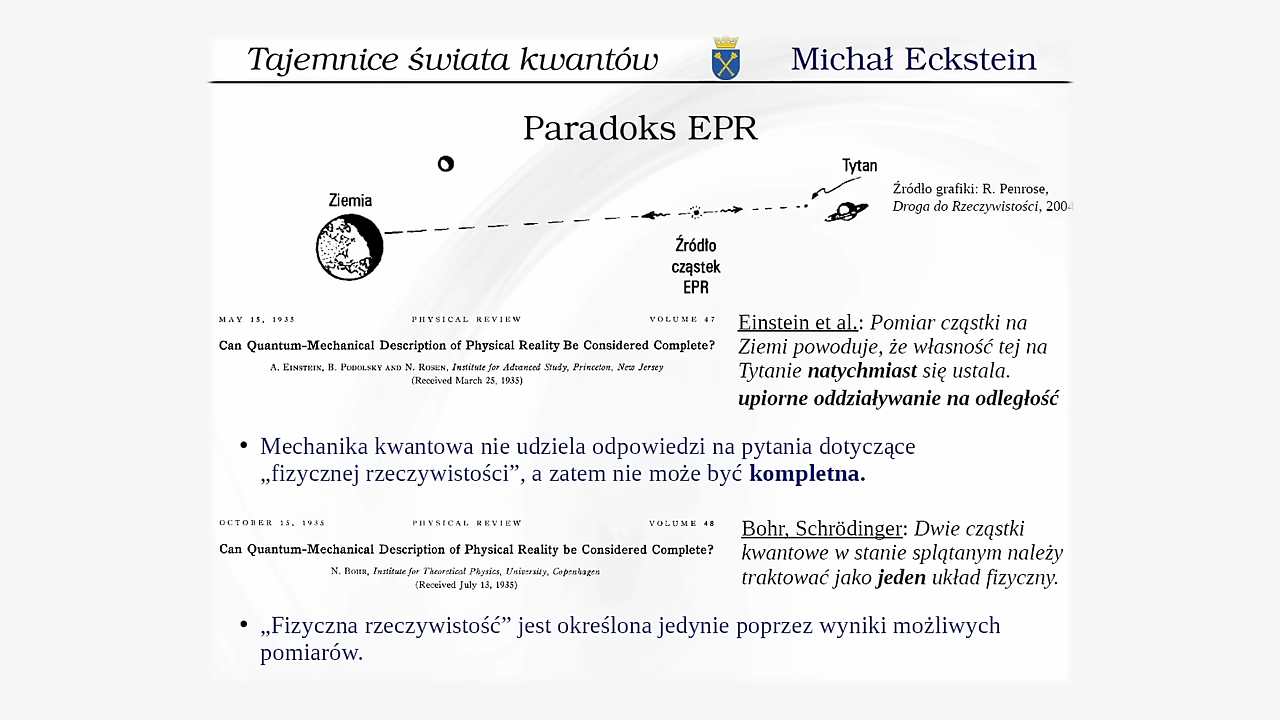 Tajemnice świata kwantów
Michał Eckstein
Paradoks EPR
Tytan
Ziemia
Źródło grafiki: R. Penrose,
Droga do Rzeczywistości, 2004
Źródło
cząstek
EPR
MAY 15, 1935 PHYSICAL REVIEW VOLUME 47
Can Quantum-Mechanical Description of Physical Reality Be Considered Complete?
A. EINSTEIN, B. PODOLSKY AND N. ROSEN, Institute for Advanced Study, Princeton, New Jersey
(Received March 25, 1935)
Einstein et al.: Pomiar cząstki na
Ziemi powoduje, że własność tej na
Tytanie natychmiast się ustala.
upiorne oddziaływanie na odległość
• Mechanika kwantowa nie udziela odpowiedzi na pytania dotyczące
„fizycznej rzeczywistości”, a zatem nie może być kompletna.
OCTOBER 15, 1935 PHYSICAL REVIEW VOLUME 48
Can Quantum-Mechanical Description of Physical Reality be Considered Complete?
N. BOHR, Institute for Theoretical Physics, University, Copenhagen
(Received July 13, 1935)
Bohr, Schrödinger: Dwie cząstki
kwantowe w stanie splątanym należy
traktować jako jeden układ fizyczny.
• „Fizyczna rzeczywistość” jest określona jedynie poprzez wyniki możliwych
pomiarów.